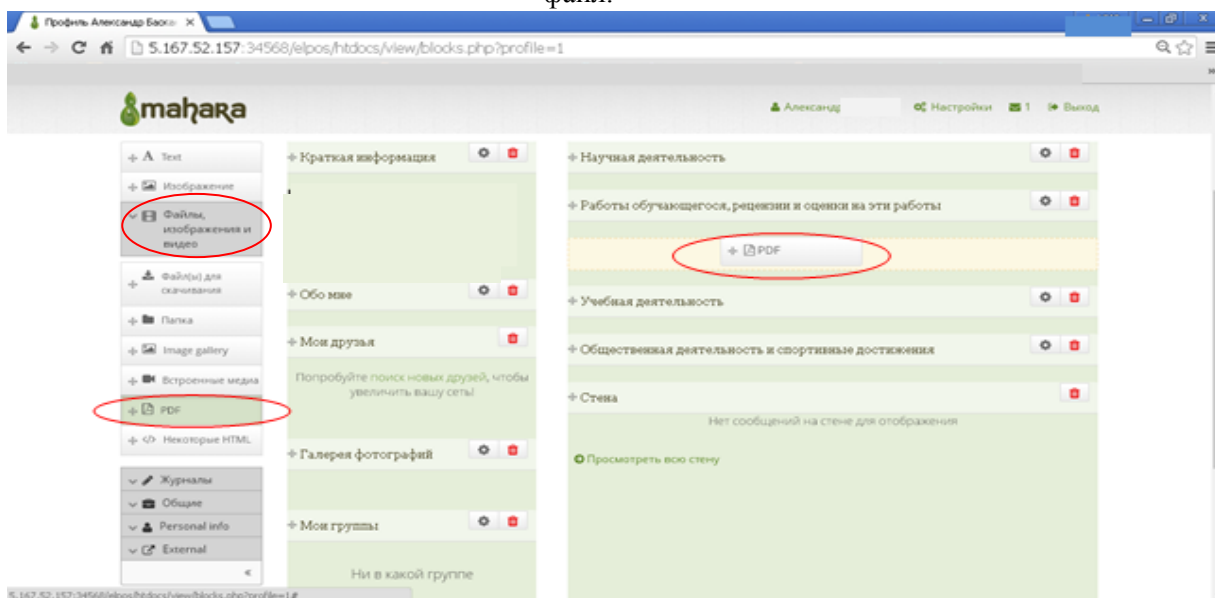 файл.
Профиль Александр Баска
5.167.52.157:34568/elpos/htdocs/view/blocks.php?profile=1
mahara
Александр
Настройки
1
Выход
A Text
Изображение
Файлы,
изображения и
видео
Файл(ы) для
скачивания
Папка
Image gallery
Встроенные медиа
PDF
</> Некоторые HTML
Журналы
Общие
Personal info
External
«
Краткая информация
Обо мне
Мои друзья
Попробуйте поиск новых друзей, чтобы
увеличить вашу сеть!
Галерея фотографий
Мои группы
Ни в какой группе
Научная деятельность
Работы обучающегося, рецензии и оценки на эти работы
PDF
Учебная деятельность
Общественная деятельность и спортивные достижения
Стена
Нет сообщений на стене для отображения
Просмотреть всю стену
5.167.52.157:34568/elpos/htdocs/view/blocks.php?profile=1#